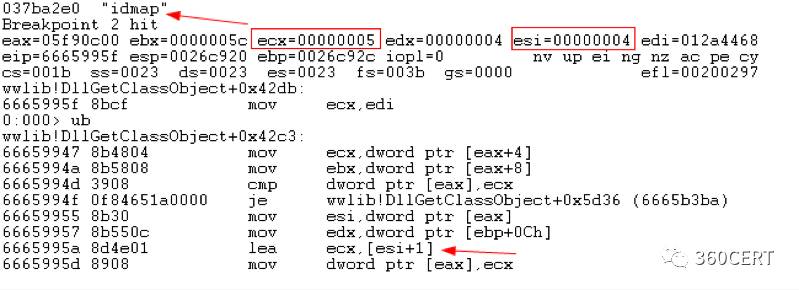 037ba2e0  "idmap"
Breakpoint 2 hit
eax=05f90c00 ebx=0000005c ecx=00000005 edx=00000004 esi=00000004 edi=012a4468
eip=6665995f esp=0026c920 ebp=0026c92c iopl=0         nv up ei ng nz ac pe cy
cs=001b  ss=0023  ds=0023  es=0023  fs=003b  gs=0000             efl=00200297
wwlib!DllGetClassObject+0x42db:
6665995f 8bcf            mov     ecx,edi
0:000> ub
wwlib!DllGetClassObject+0x42c3:
66659947 8b4804          mov     ecx,dword ptr [eax+4]
6665994a 8b5808          mov     ebx,dword ptr [eax+8]
6665994d 3908            cmp     dword ptr [eax],ecx
6665994f 0f84651a0000    je      wwlib!DllGetClassObject+0x5d36 (6665b3ba)
66659955 8b30            mov     esi,dword ptr [eax]
66659957 8b550c          mov     edx,dword ptr [ebp+0Ch]
6665995a 8d4e01          lea     ecx,[esi+1]
6665995d 8908            mov     dword ptr [eax],ecx
360CERT